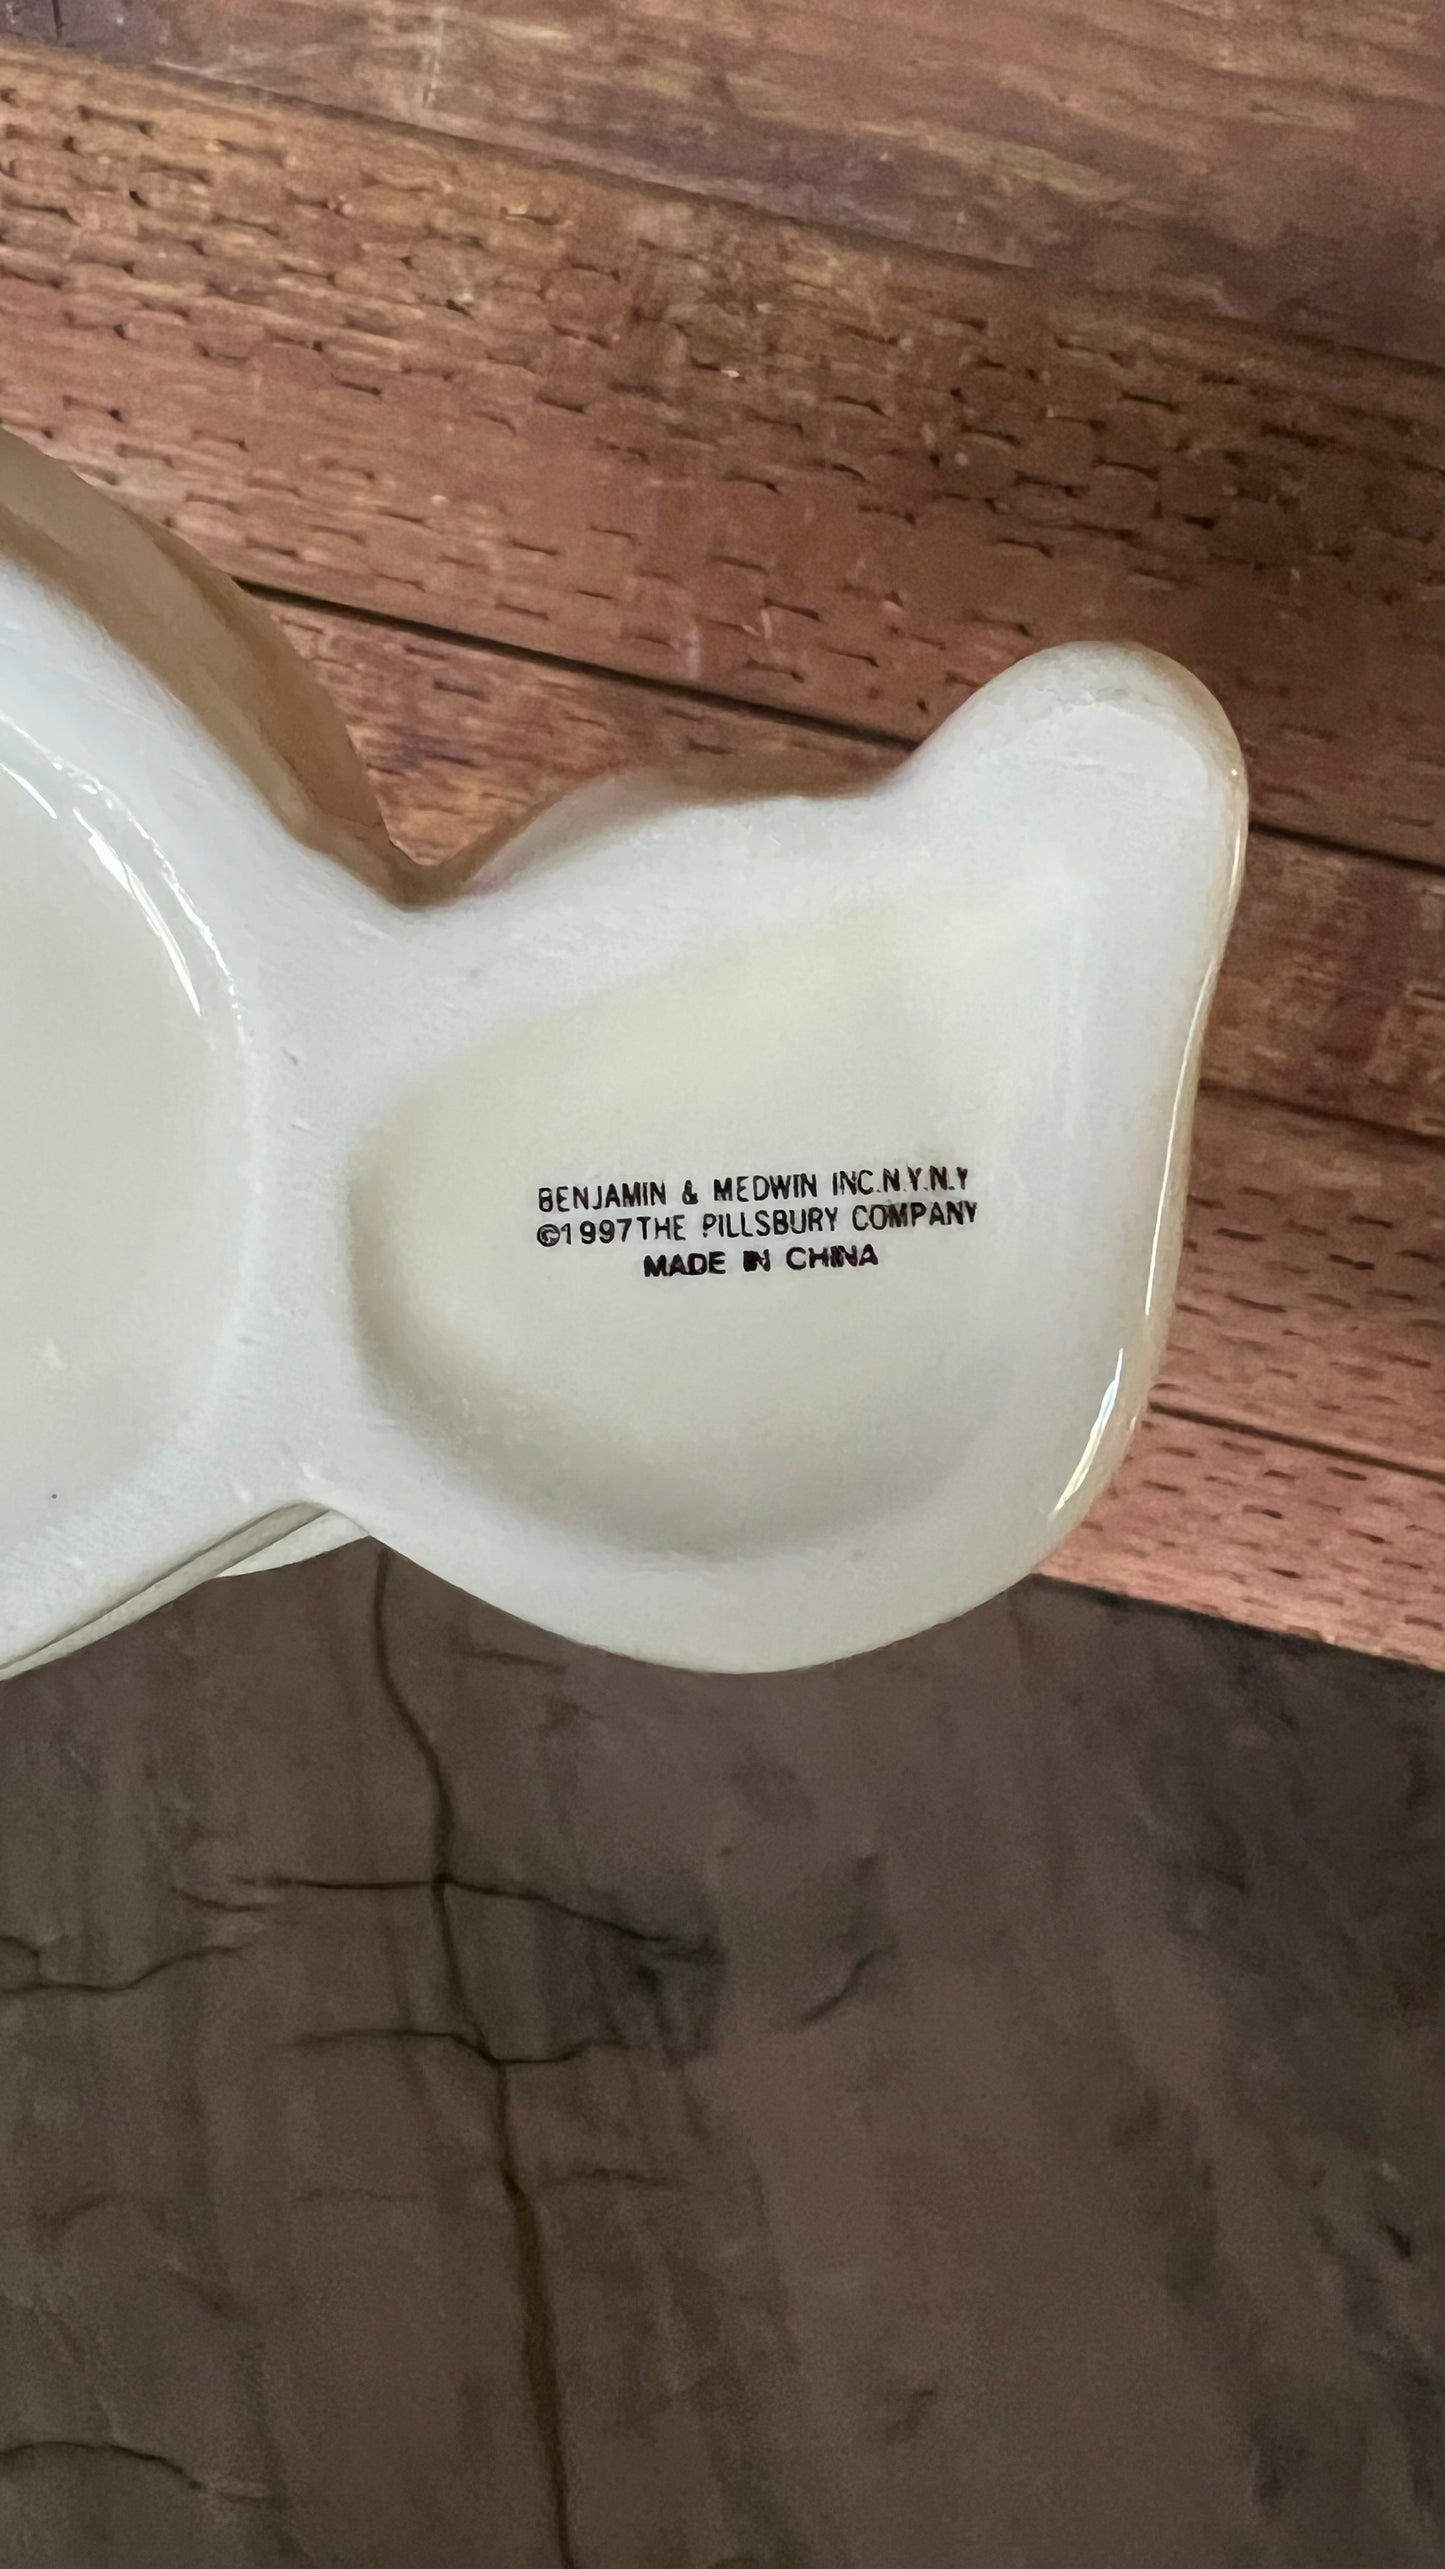 BENJAMIN & MEDWIN INC.N.Y.N.Y
©1997 THE PILLSBURY COMPANY
MADE IN CHINA